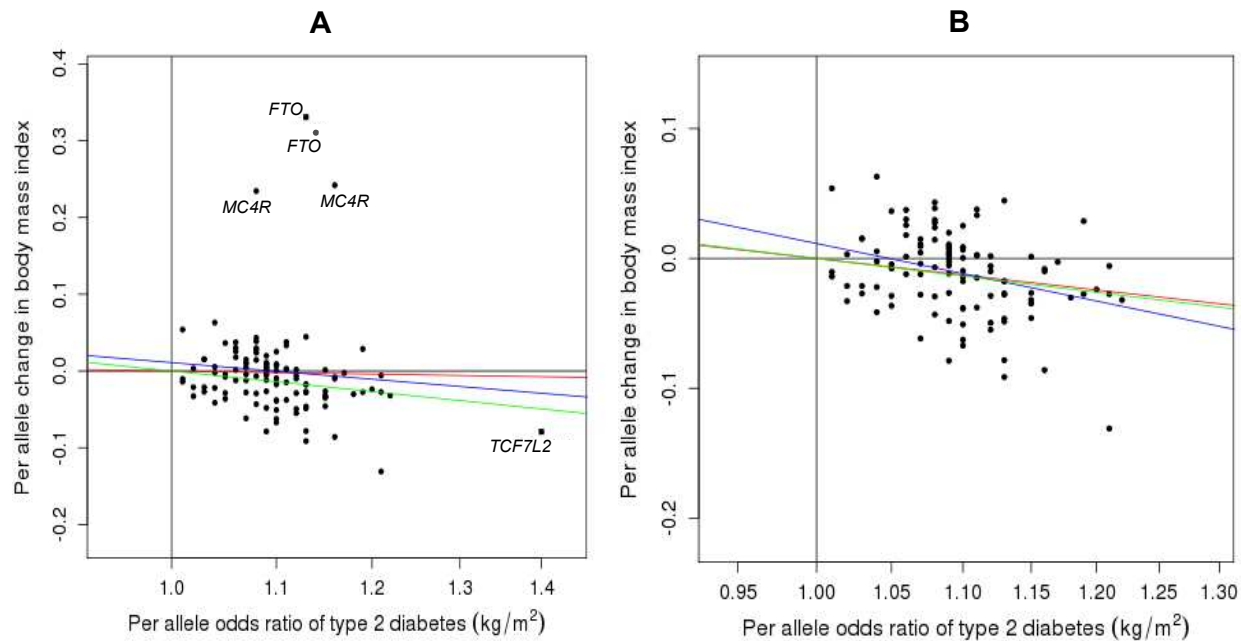 A
Per allele change in body mass index
0.4
0.3
0.2
0.1
0.0
-0.1
-0.2
FTO
FTO
MC4R
MC4R
TCF7L2
1.0 1.1 1.2 1.3 1.4
Per allele odds ratio of type 2 diabetes (kg/m²)
B
Per allele change in body mass index
0.1
0.0
-0.1
-0.2
0.95 1.00 1.05 1.10 1.15 1.20 1.25 1.30
Per allele odds ratio of type 2 diabetes (kg/m²)